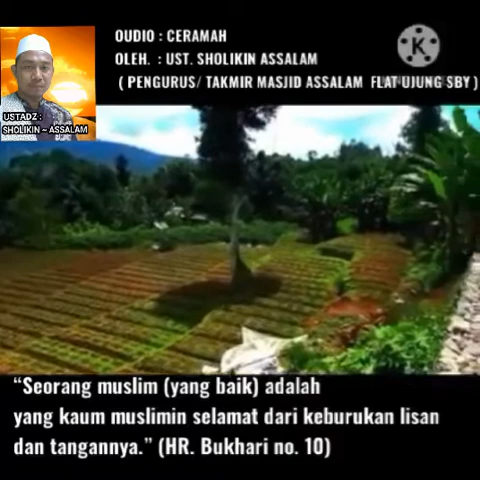 OUDIO : CERAMAH
OLEH. : UST. SHOLIKIN ASSALAM
( PENGURUS/ TAKMIR MASJID ASSALAM FLAT UJUNG SBY )
K
USTADZ :
SHOLIKIN ~ ASSALAM
“Seorang muslim (yang baik) adalah
yang kaum muslimin selamat dari keburukan lisan
dan tangannya.” (HR. Bukhari no. 10)